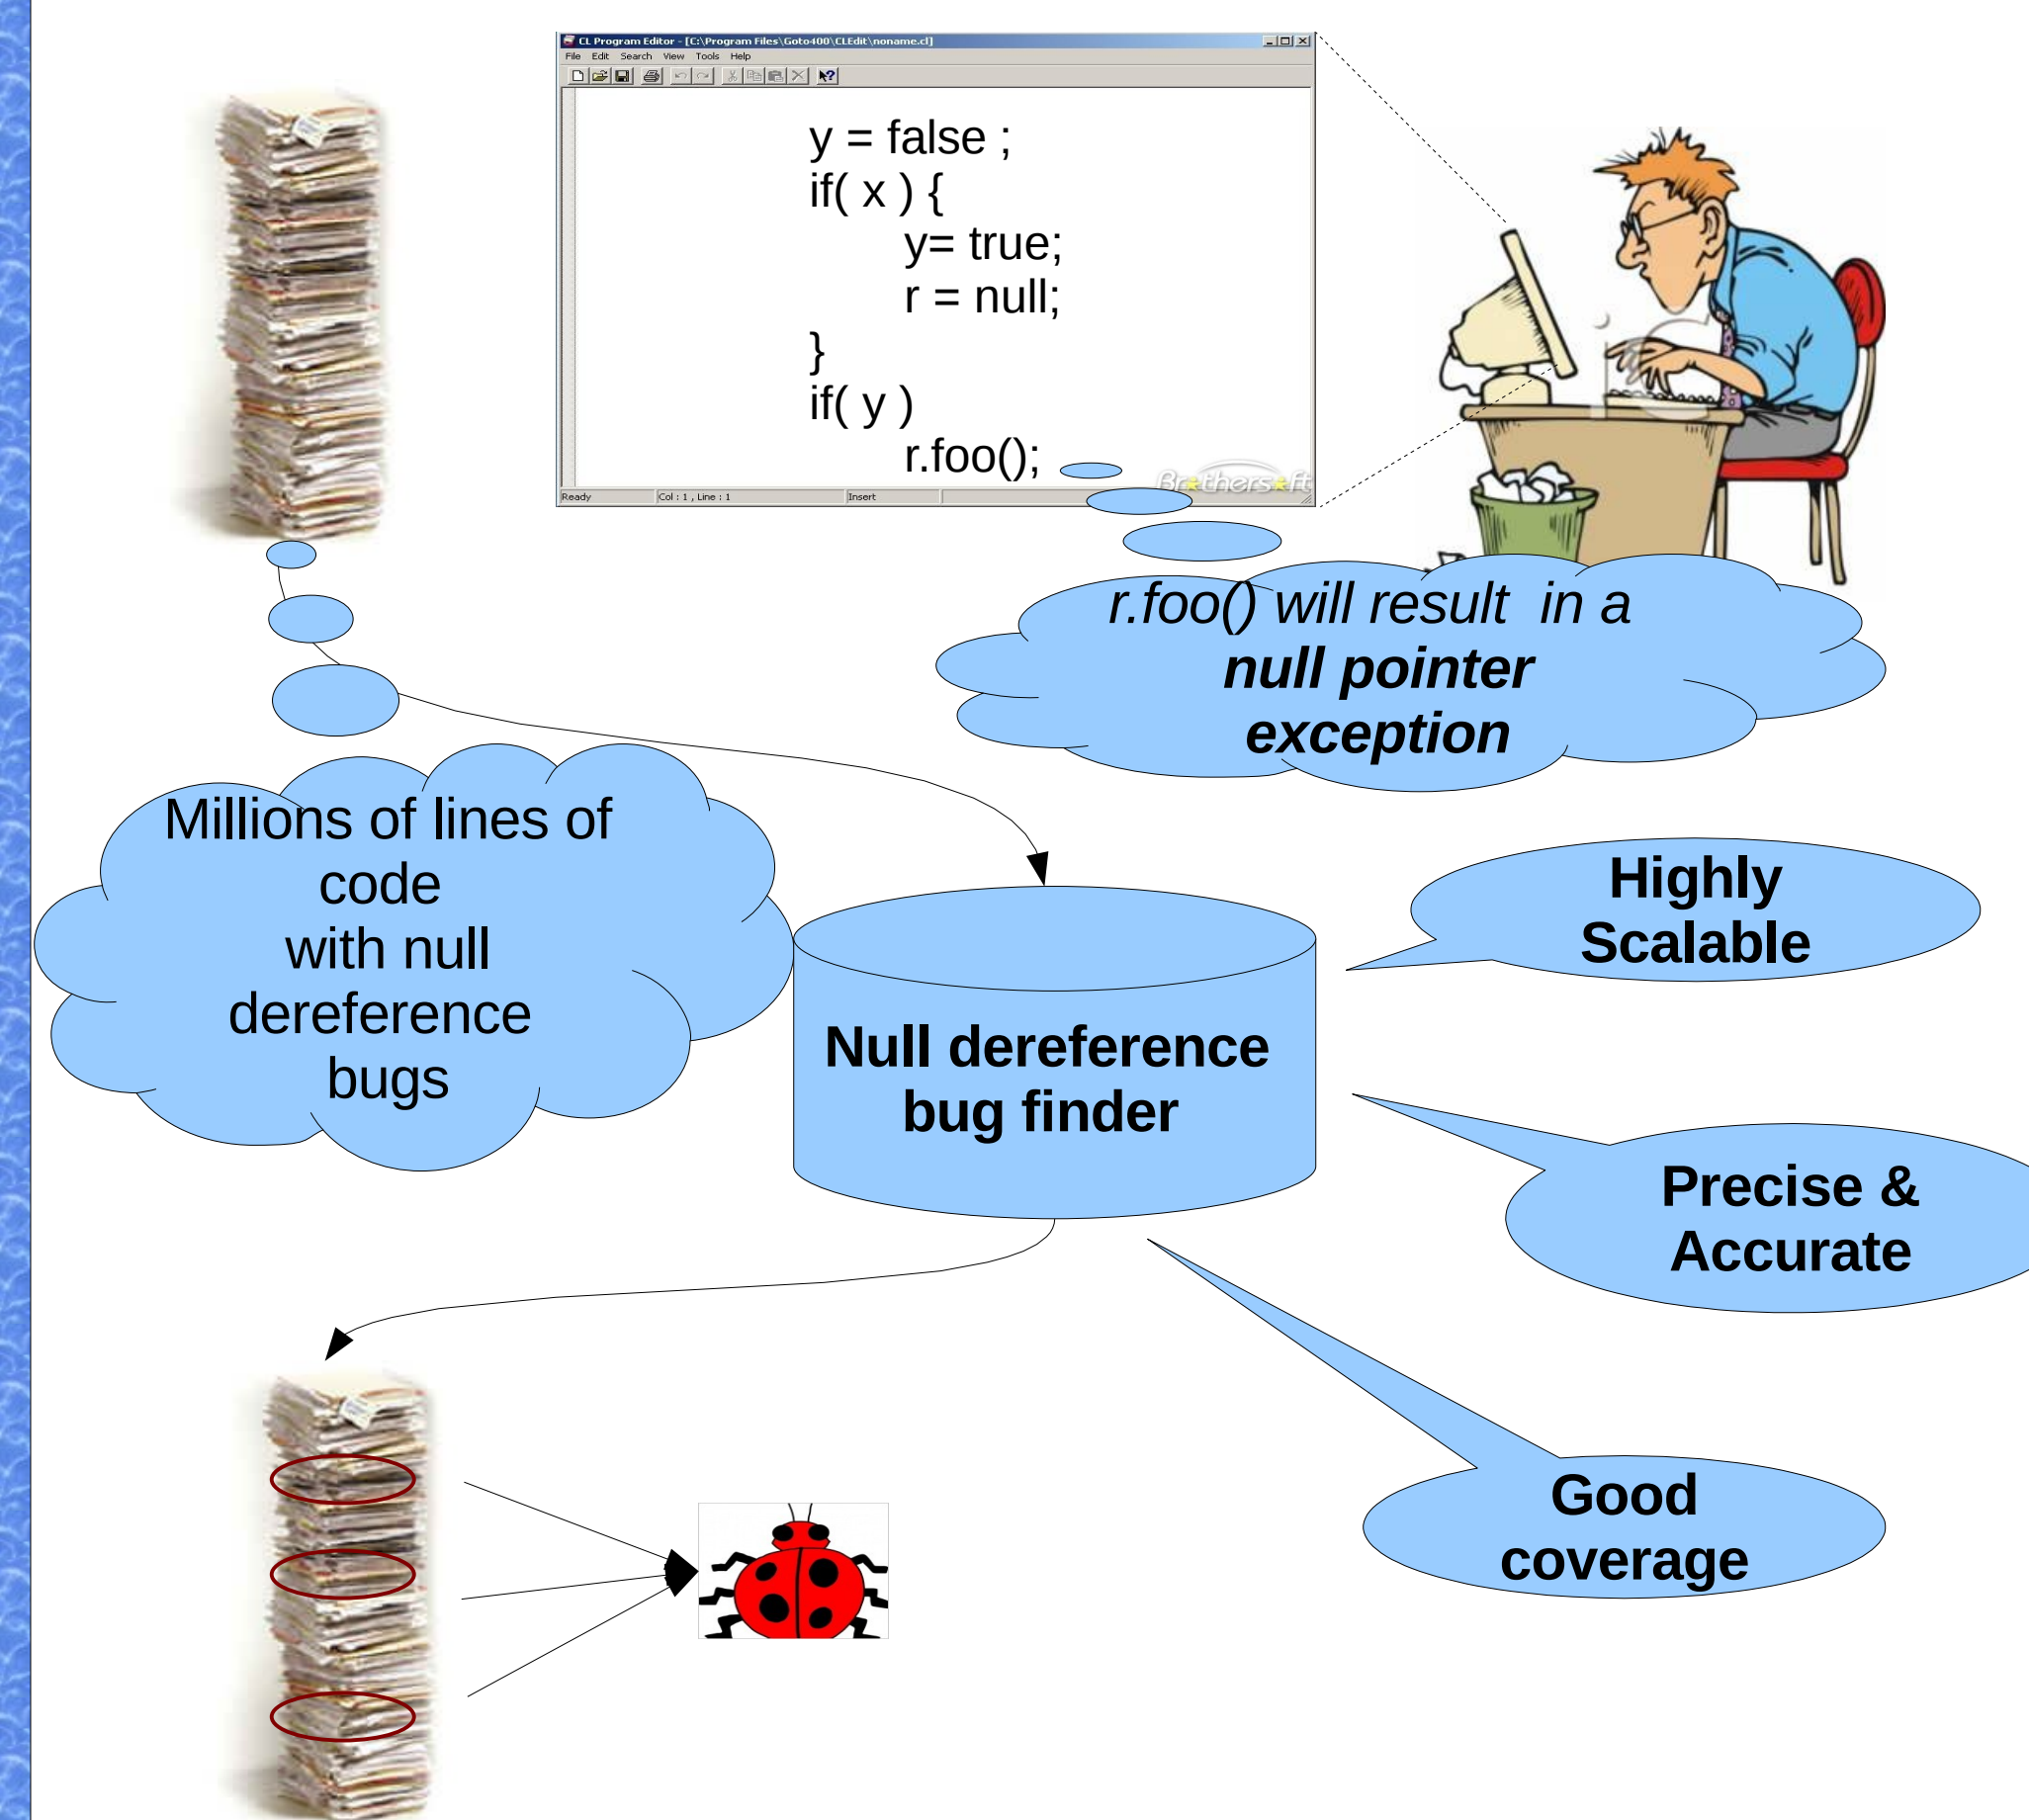 CL Program Editor - [C:\Program Files\Goto400\CLEdit\noname.cl]
File Edit Search View Tools Help
y = false ;
if( x ) {
y= true;
r = null;
}
if( y )
r.foo();
Brothersoft
Ready Col : 1 , Line : 1 Insert
r.foo() will result in a
null pointer
exception
Millions of lines of
code
with null
dereference
bugs
Highly
Scalable
Null dereference
bug finder
Precise &
Accurate
Good
coverage